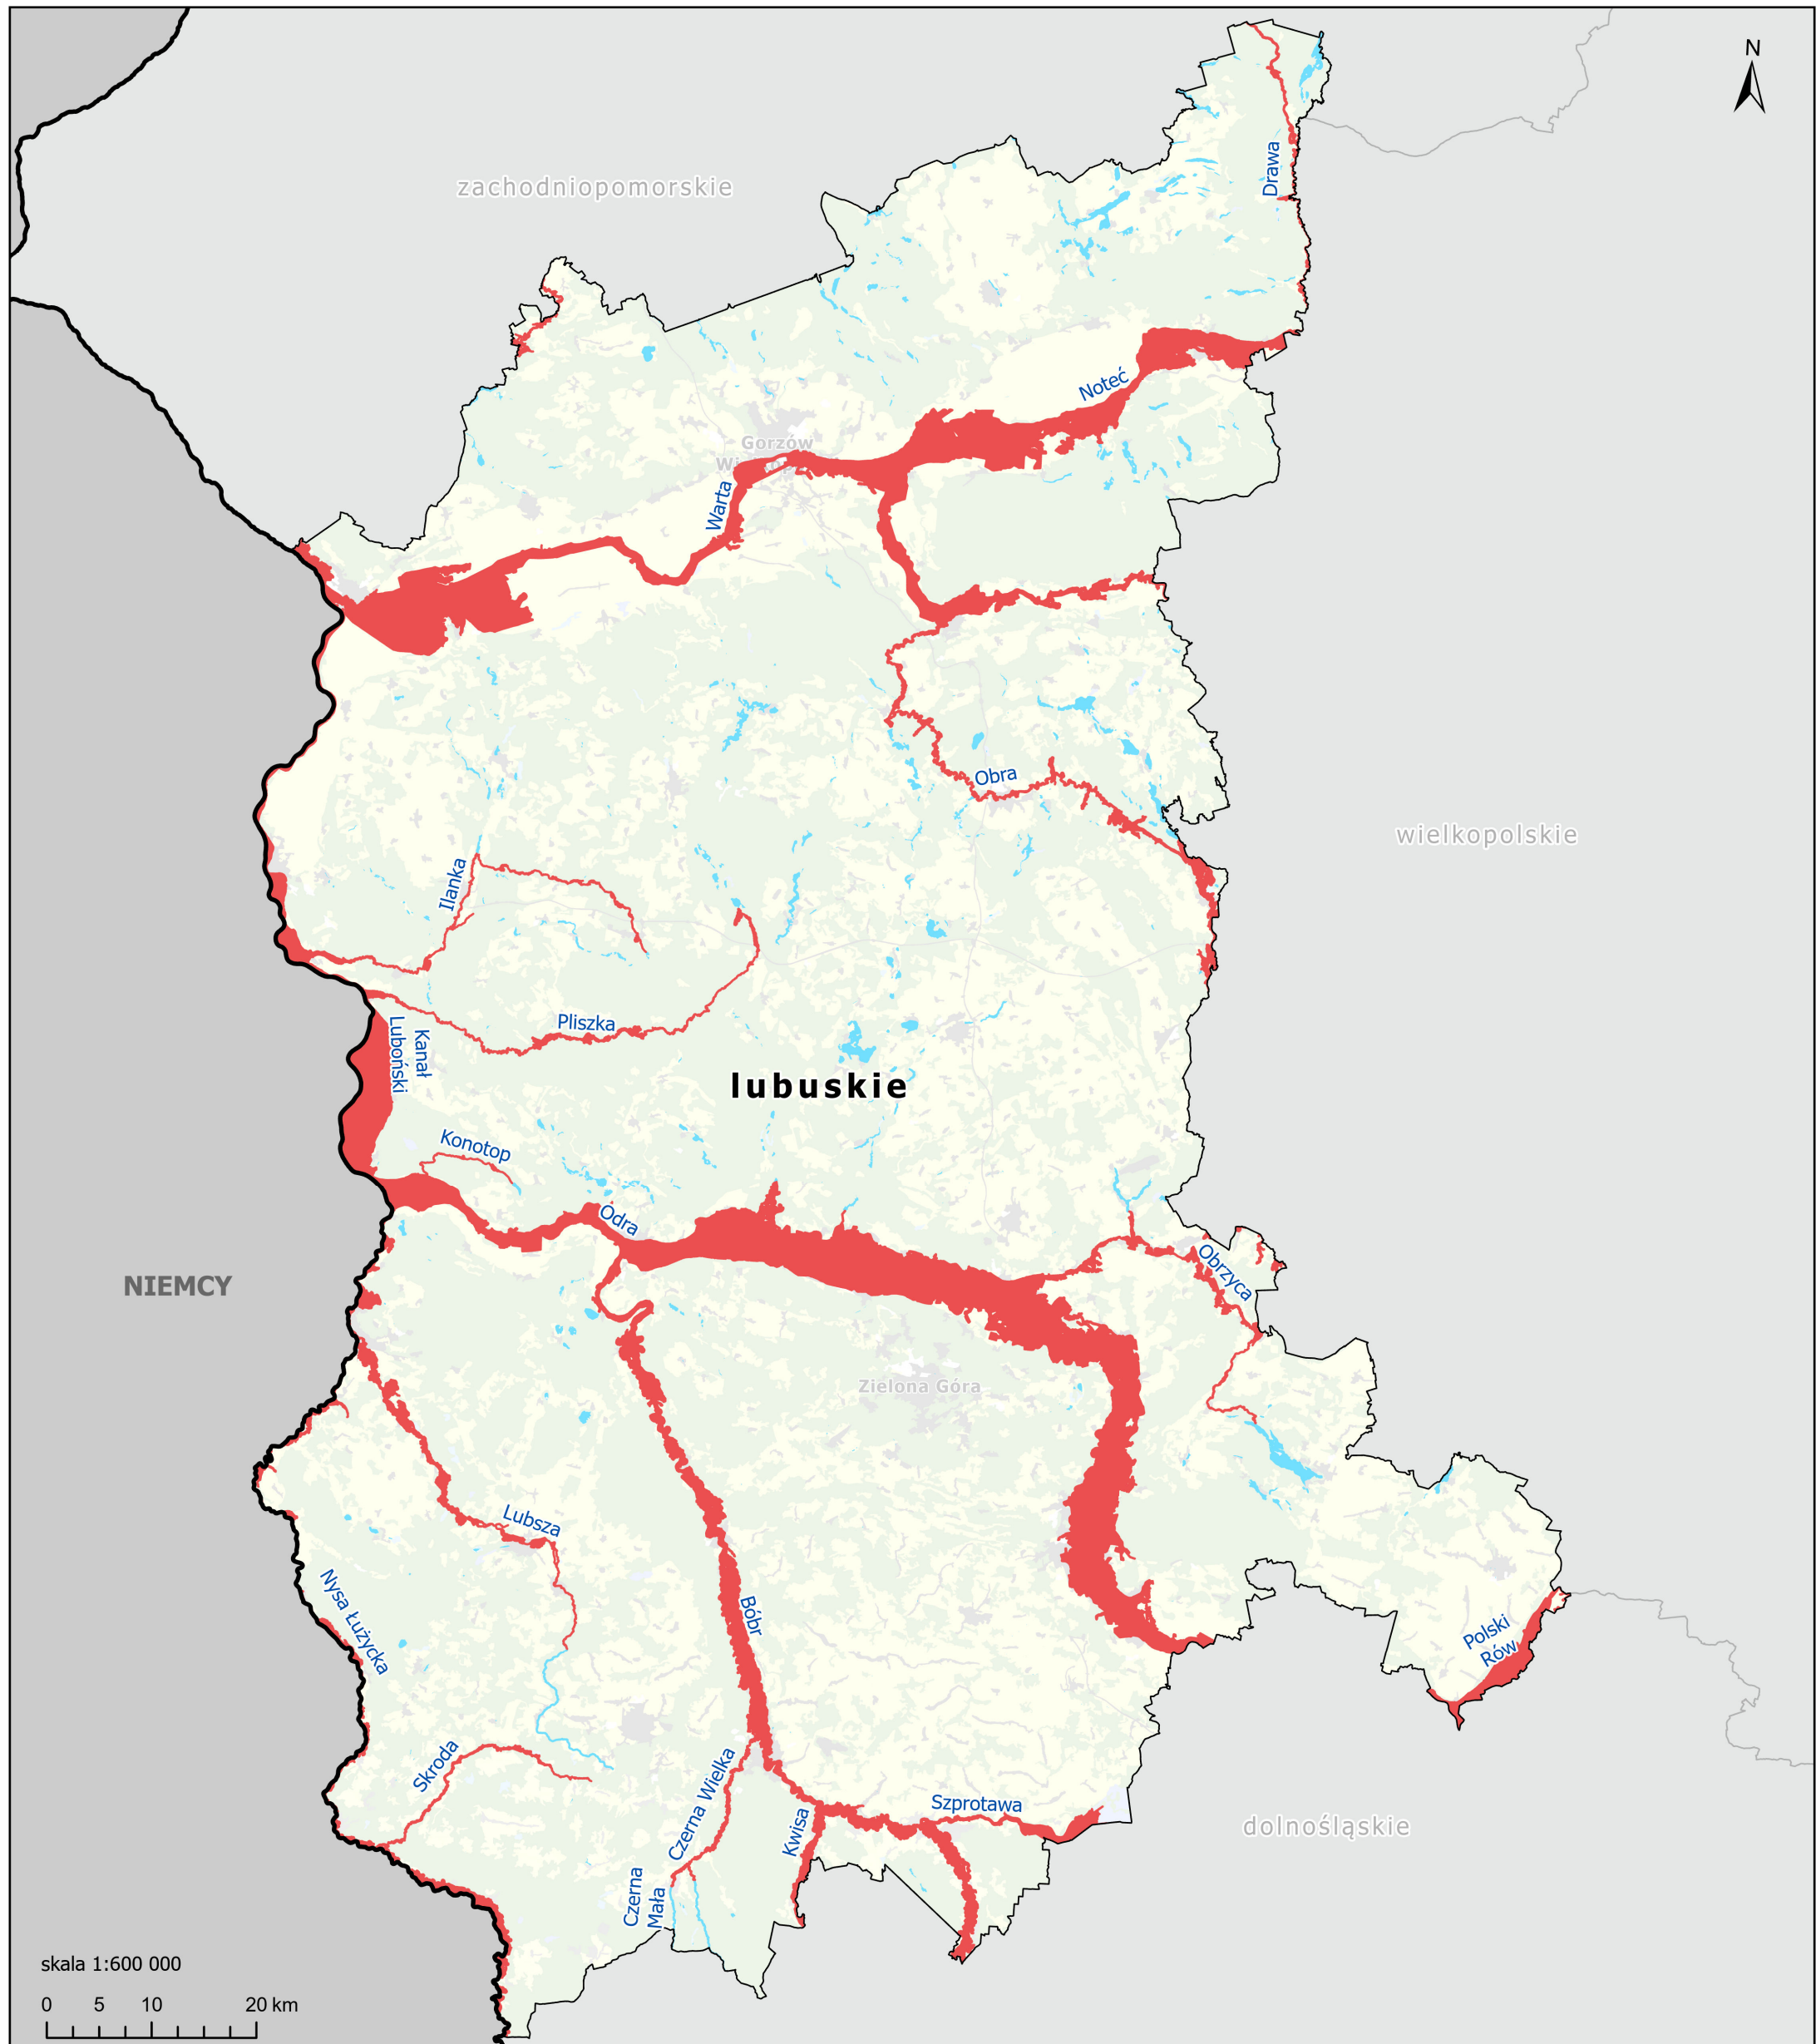 N
zachodniopomorskie
Drawa
Noteć
Gorzów
Warta
Obra
wielkopolskie
Ilanka
Pliszka
Kanał
Luboński
lubuskie
Konotop
Odra
Obrzyca
NIEMCY
Zielona Góra
Lubsza
Nysa Łużycka
Bóbr
Polski
Rów
Skroda
Czerna Wielka
Kwisa
Szprotawa
dolnośląskie
Czerna
Mała
skala 1:600 000
0 5 10 20 km